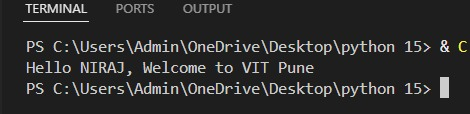 TERMINAL PORTS OUTPUT
PS C:\Users\Admin\OneDrive\Desktop\python 15> & C
Hello NIRAJ, Welcome to VIT Pune
PS C:\Users\Admin\OneDrive\Desktop\python 15>